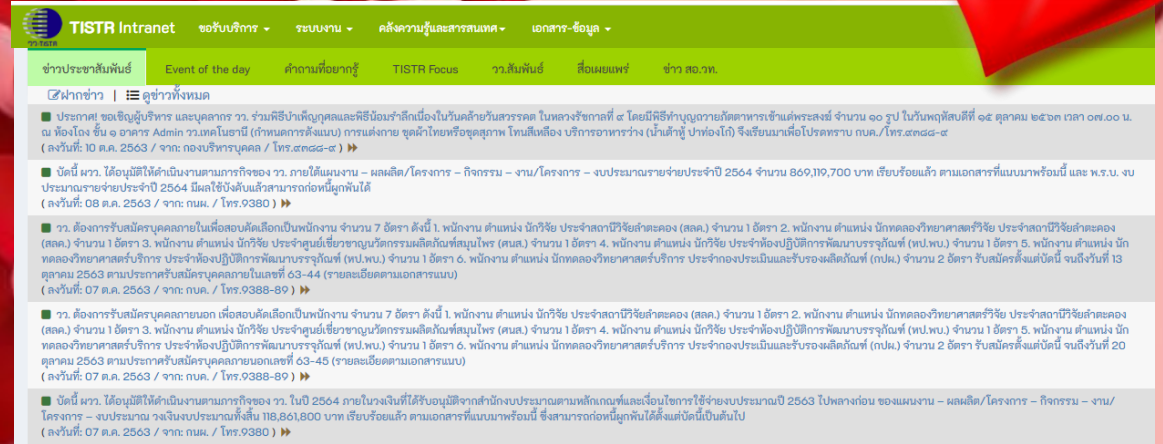 TISTR Intranet ขอรับบริการ ระบบงาน คลังความรู้และสารสนเทศ เอกสาร-ข้อมูล
วว-TISTR
ข่าวประชาสัมพันธ์ Event of the day คำถามที่อยากรู้ TISTR Focus วว.สัมพันธ์ สื่อเผยแพร่ ข่าว สอ.วท.
ฝากข่าว | ดูข่าวทั้งหมด
ประกาศ! ขอเชิญผู้บริหาร และบุคลากร วว. ร่วมพิธีบำเพ็ญกุศลและพิธีน้อมรำลึกเนื่องในวันคล้ายวันสวรรคต ในหลวงรัชกาลที่ ๙ โดยมีพิธีทำบุญถวายภัตตาหารเช้าแด่พระสงฆ์ จำนวน ๑๐ รูป ในวันพฤหัสบดีที่ ๑๕ ตุลาคม ๒๕๖๓ เวลา ๐๗.๐๐ น.
ณ ห้องโถง ชั้น ๑ อาคาร Admin วว.เทคโนธานี (กำหนดการดังแนบ) การแต่งกาย ชุดผ้าไทยหรือชุดสุภาพ โทนสีเหลือง บริการอาหารว่าง (น้ำเต้าหู้ ปาท่องโก๋) จึงเรียนมาเพื่อโปรดทราบ กบค./โทร.๙๓๘๘-๙
( ลงวันที่: 10 ต.ค. 2563 / จาก: กองบริหารบุคคล / โทร.๙๓๘๘-๙ )
บัดนี้ ผวว. ได้อนุมัติให้ดำเนินงานตามภารกิจของ วว. ภายใต้แผนงาน – ผลผลิต/โครงการ – กิจกรรม – งาน/โครงการ – งบประมาณรายจ่ายประจำปี 2564 จำนวน 869,119,700 บาท เรียบร้อยแล้ว ตามเอกสารที่แนบมาพร้อมนี้ และ พ.ร.บ. งบ
ประมาณรายจ่ายประจำปี 2564 มีผลใช้บังคับแล้วสามารถก่อหนี้ผูกพันได้
( ลงวันที่: 08 ต.ค. 2563 / จาก: กนผ. / โทร.9380 )
วว. ต้องการรับสมัครบุคคลภายในเพื่อสอบคัดเลือกเป็นพนักงาน จำนวน 7 อัตรา ดังนี้ 1. พนักงาน ตำแหน่ง นักวิจัย ประจำสถานีวิจัยลำตะคอง (สลค.) จำนวน 1 อัตรา 2. พนักงาน ตำแหน่ง นักทดลองวิทยาศาสตร์วิจัย ประจำสถานีวิจัยลำตะคอง
(สลค.) จำนวน 1 อัตรา 3. พนักงาน ตำแหน่ง นักวิจัย ประจำศูนย์เชี่ยวชาญนวัตกรรมผลิตภัณฑ์สมุนไพร (ศนส.) จำนวน 1 อัตรา 4. พนักงาน ตำแหน่ง นักวิจัย ประจำห้องปฏิบัติการพัฒนาบรรจุภัณฑ์ (หป.พบ.) จำนวน 1 อัตรา 5. พนักงาน ตำแหน่ง นัก
ทดลองวิทยาศาสตร์บริการ ประจำห้องปฏิบัติการพัฒนาบรรจุภัณฑ์ (หป.พบ.) จำนวน 1 อัตรา 6. พนักงาน ตำแหน่ง นักทดลองวิทยาศาสตร์บริการ ประจำกองประเมินและรับรองผลิตภัณฑ์ (กปผ.) จำนวน 2 อัตรา รับสมัครตั้งแต่บัดนี้ จนถึงวันที่ 13
ตุลาคม 2563 ตามประกาศรับสมัครบุคคลภายในเลขที่ 63-44 (รายละเอียดตามเอกสารแนบ)
( ลงวันที่: 07 ต.ค. 2563 / จาก: กบค. / โทร.9388-89 )
วว. ต้องการรับสมัครบุคคลภายนอก เพื่อสอบคัดเลือกเป็นพนักงาน จำนวน 7 อัตรา ดังนี้ 1. พนักงาน ตำแหน่ง นักวิจัย ประจำสถานีวิจัยลำตะคอง (สลค.) จำนวน 1 อัตรา 2. พนักงาน ตำแหน่ง นักทดลองวิทยาศาสตร์วิจัย ประจำสถานีวิจัยลำตะคอง
(สลค.) จำนวน 1 อัตรา 3. พนักงาน ตำแหน่ง นักวิจัย ประจำศูนย์เชี่ยวชาญนวัตกรรมผลิตภัณฑ์สมุนไพร (ศนส.) จำนวน 1 อัตรา 4. พนักงาน ตำแหน่ง นักวิจัย ประจำห้องปฏิบัติการพัฒนาบรรจุภัณฑ์ (หป.พบ.) จำนวน 1 อัตรา 5. พนักงาน ตำแหน่ง นัก
ทดลองวิทยาศาสตร์บริการ ประจำห้องปฏิบัติการพัฒนาบรรจุภัณฑ์ (หป.พบ.) จำนวน 1 อัตรา 6. พนักงาน ตำแหน่ง นักทดลองวิทยาศาสตร์บริการ ประจำกองประเมินและรับรองผลิตภัณฑ์ (กปผ.) จำนวน 2 อัตรา รับสมัครตั้งแต่บัดนี้ จนถึงวันที่ 20
ตุลาคม 2563 ตามประกาศรับสมัครบุคคลภายนอกเลขที่ 63-45 (รายละเอียดตามเอกสารแนบ)
( ลงวันที่: 07 ต.ค. 2563 / จาก: กบค. / โทร.9388-89 )
บัดนี้ ผวว. ได้อนุมัติให้ดำเนินงานตามภารกิจของ วว. ในปี 2564 ภายในวงเงินที่ได้รับอนุมัติจากสำนักงบประมาณตามหลักเกณฑ์และเงื่อนไขการใช้จ่ายงบประมาณปี 2563 ไปพลางก่อน ของแผนงาน – ผลผลิต/โครงการ – กิจกรรม – งาน/
โครงการ – งบประมาณ วงเงินงบประมาณทั้งสิ้น 118,861,800 บาท เรียบร้อยแล้ว ตามเอกสารที่แนบมาพร้อมนี้ ซึ่งสามารถก่อหนี้ผูกพันได้ตั้งแต่บัดนี้เป็นต้นไป
( ลงวันที่: 07 ต.ค. 2563 / จาก: กนผ. / โทร.9380 )